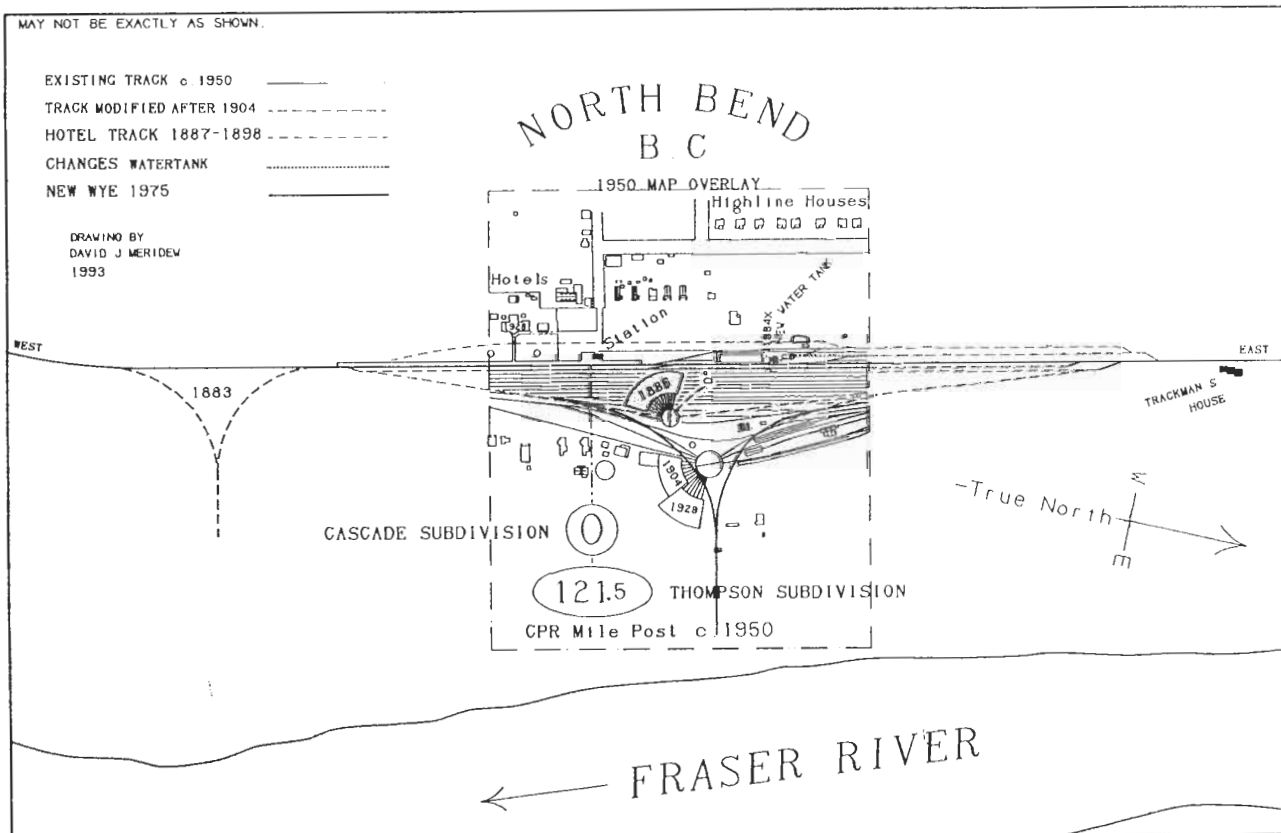 MAY NOT BE EXACTLY AS SHOWN.
EXISTING TRACK c 1950
TRACK MODIFIED AFTER 1904
HOTEL TRACK 1887-1898
CHANGES WATERTANK
NEW WYE 1975
DRAWING BY
DAVID J MERIDEW
1993
NORTH BEND
B C
1950 MAP OVERLAY
Highline Houses
Hotels
Station
1884X
NEW WATER TANK
WEST
EAST
1883
1886
1904
1928
TRACKMAN S
HOUSE
-True North
W
E
CASCADE SUBDIVISION
0
121.5
THOMPSON SUBDIVISION
CPR Mile Post c 1950
FRASER RIVER